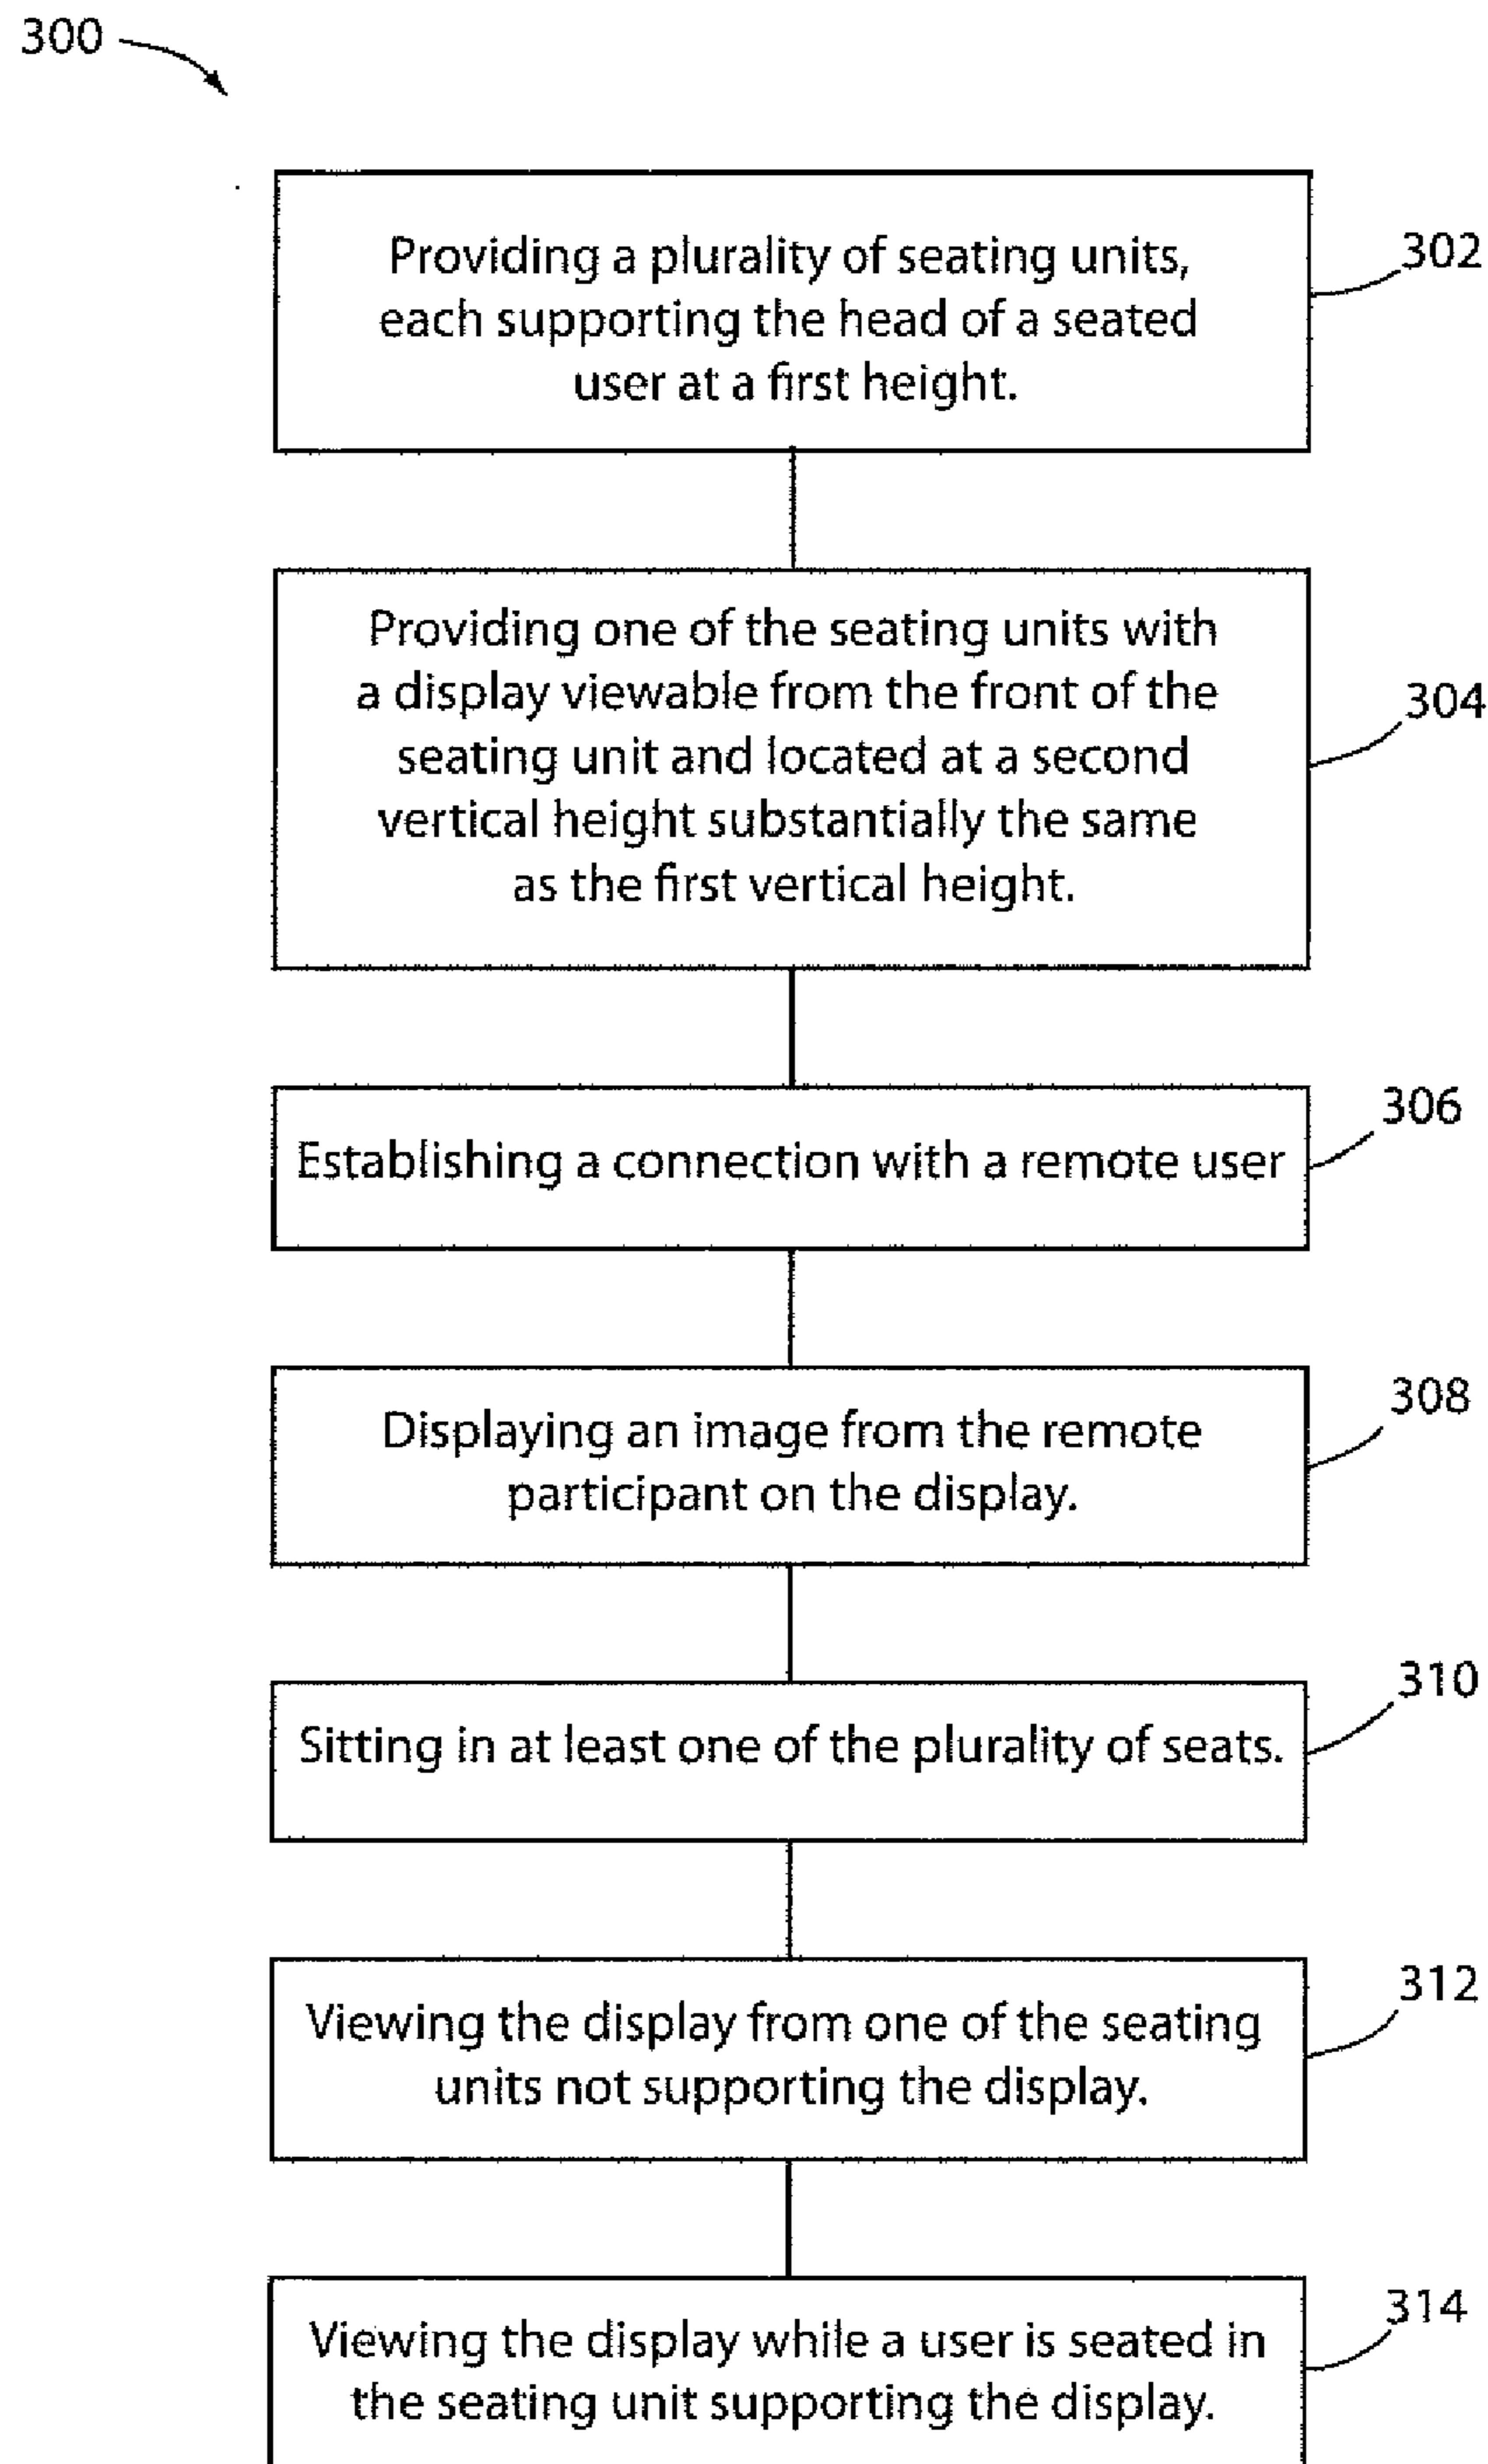 300
Providing a plurality of seating units,
each supporting the head of a seated
user at a first height.
302
Providing one of the seating units with
a display viewable from the front of the
seating unit and located at a second
vertical height substantially the same
as the first vertical height.
304
Establishing a connection with a remote user
306
Displaying an image from the remote
participant on the display.
308
Sitting in at least one of the plurality of seats.
310
Viewing the display from one of the seating
units not supporting the display.
312
Viewing the display while a user is seated in
the seating unit supporting the display.
314